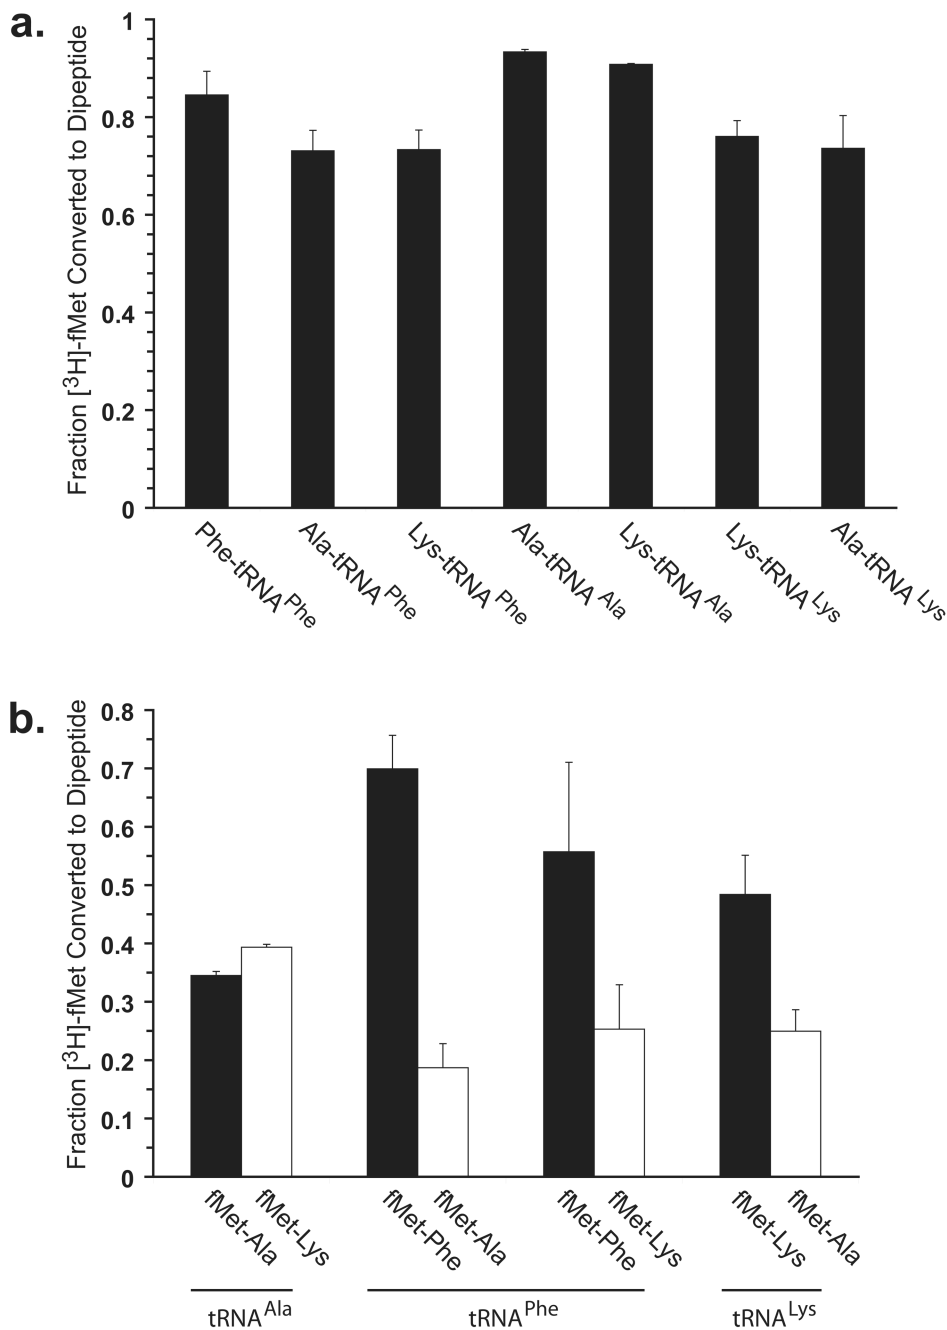 a.
Fraction [³H]-fMet Converted to Dipeptide
1
0.8
0.6
0.4
0.2
0
Phe-tRNA^Phe
Ala-tRNA^Phe
Lys-tRNA^Phe
Ala-tRNA^Ala
Lys-tRNA^Ala
Lys-tRNA^Lys
Ala-tRNA^Lys
b.
Fraction [³H]-fMet Converted to Dipeptide
0.8
0.7
0.6
0.5
0.4
0.3
0.2
0.1
0
fMet-Ala
fMet-Lys
fMet-Phe
fMet-Ala
fMet-Phe
fMet-Lys
fMet-Lys
fMet-Ala
tRNA^Ala
tRNA^Phe
tRNA^Lys